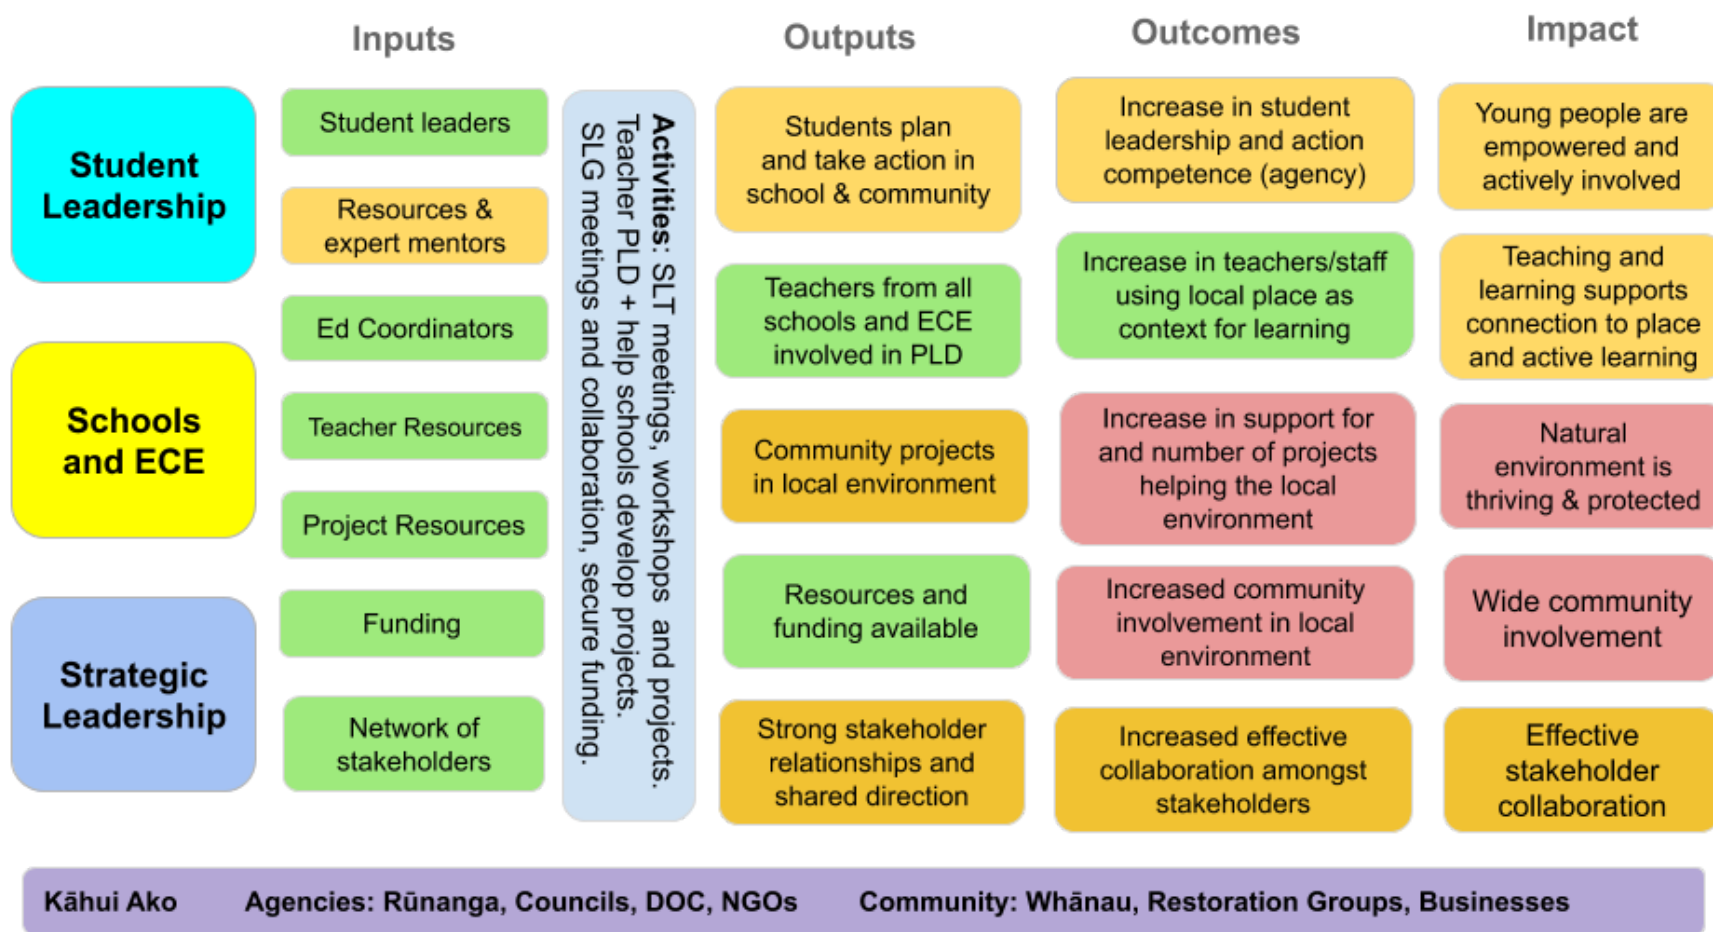 Inputs
Outputs
Outcomes
Impact
Student
Leadership
Schools
and ECE
Strategic
Leadership
Student leaders
Resources &
expert mentors
Ed Coordinators
Teacher Resources
Project Resources
Funding
Network of
stakeholders
Activities: SLT meetings, workshops and projects.
Teacher PLD + help schools develop projects.
SLG meetings and collaboration, secure funding.
Students plan
and take action in
school & community
Teachers from all
schools and ECE
involved in PLD
Community projects
in local environment
Resources and
funding available
Strong stakeholder
relationships and
shared direction
Increase in student
leadership and action
competence (agency)
Increase in teachers/staff
using local place as
context for learning
Increase in support for
and number of projects
helping the local
environment
Increased community
involvement in local
environment
Increased effective
collaboration amongst
stakeholders
Young people are
empowered and
actively involved
Teaching and
learning supports
connection to place
and active learning
Natural
environment is
thriving & protected
Wide community
involvement
Effective
stakeholder
collaboration
Kāhui Ako Agencies: Rūnanga, Councils, DOC, NGOs Community: Whānau, Restoration Groups, Businesses